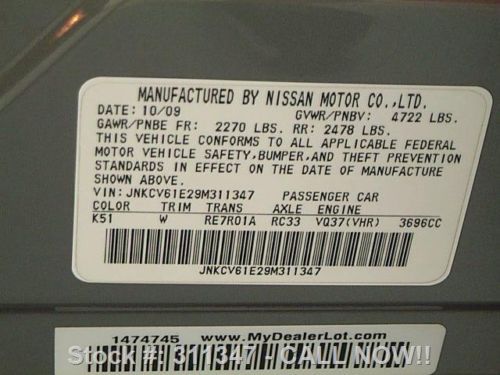 MANUFACTURED BY NISSAN MOTOR CO.,LTD.
DATE: 10/09 GVWR/PNBV: 4722 LBS.
GAWR/PNBE FR: 2270 LBS. RR: 2478 LBS.
THIS VEHICLE CONFORMS TO ALL APPLICABLE FEDERAL
MOTOR VEHICLE SAFETY,BUMPER,AND THEFT PREVENTION
STANDARDS IN EFFECT ON THE DATE OF MANUFACTURE
SHOWN ABOVE.
VIN: JNKCV61E29M311347 PASSENGER CAR
COLOR TRIM TRANS AXLE ENGINE
K51 W RE7R01A RC33 VQ37(VHR) 3696CC
JNKCV61E29M311347
1474745 www.MyDealerLot.com
Stock #: 311347 - CALL NOW!!